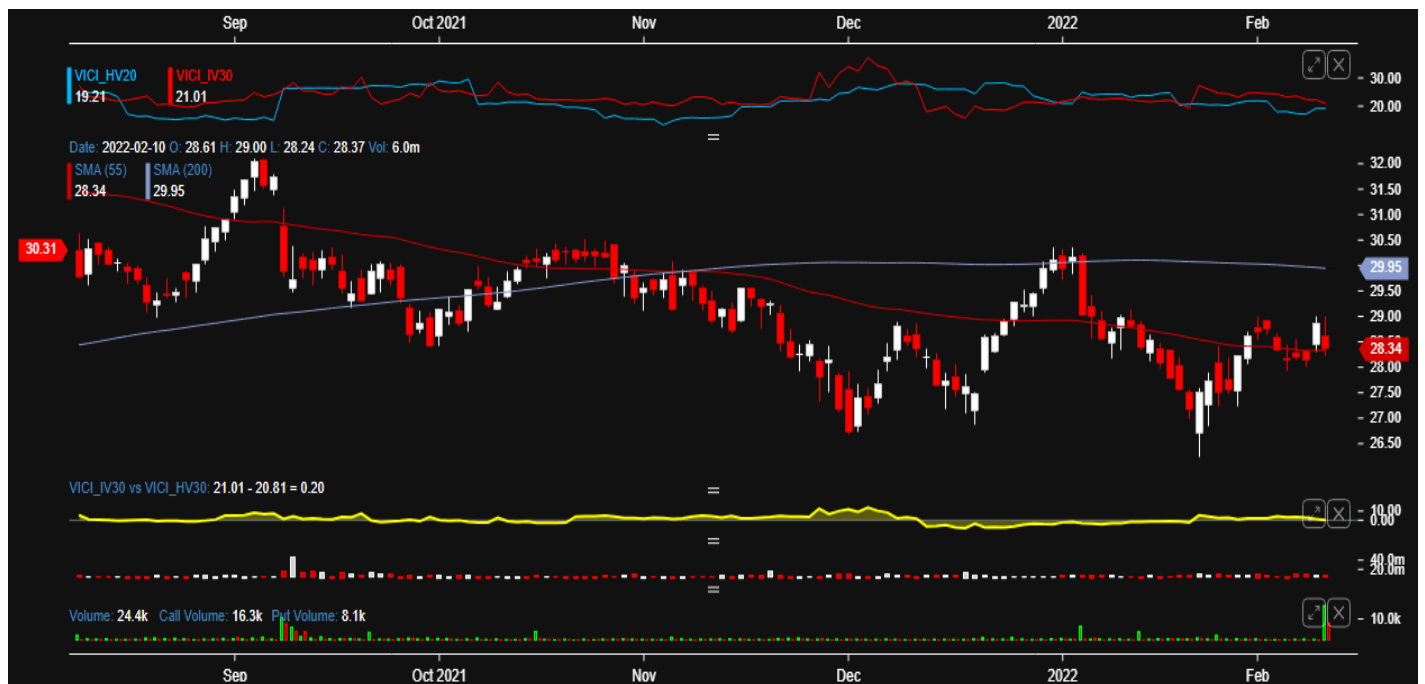 Sep Oct 2021 Nov Dec 2022 Feb
VICI_HV20 VICI_IV30
19.21 21.01
30.00
20.00
Date: 2022-02-10 O: 28.61 H: 29.00 L: 28.24 C: 28.37 Vol: 6.0m
SMA (55) SMA (200)
28.34 29.95
32.00
31.50
31.00
30.50
30.31
29.95
29.50
29.00
28.34
28.00
27.50
27.00
26.50
VICI_IV30 vs VICI_HV30: 21.01 - 20.81 = 0.20
10.00
0.00
40.0m
20.0m
Volume: 24.4k Call Volume: 16.3k Put Volume: 8.1k
10.0k
Sep Oct 2021 Nov Dec 2022 Feb